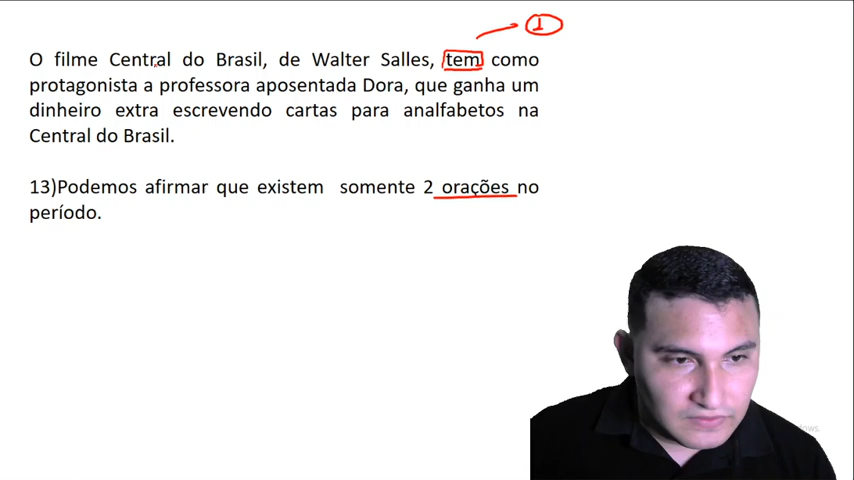 1
O filme Central do Brasil, de Walter Salles, tem como
protagonista a professora aposentada Dora, que ganha um
dinheiro extra escrevendo cartas para analfabetos na
Central do Brasil.
13)Podemos afirmar que existem somente 2 orações no
período.